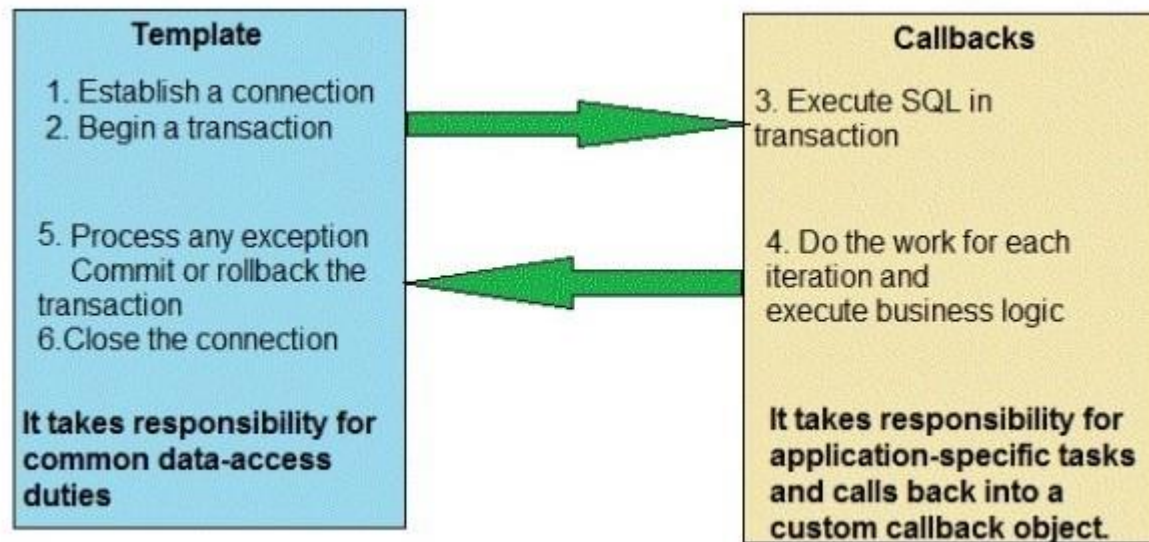 Template
1. Establish a connection
2. Begin a transaction
5. Process any exception
Commit or rollback the
transaction
6.Close the connection
It takes responsibility for
common data-access
duties
Callbacks
3. Execute SQL in
transaction
4. Do the work for each
iteration and
execute business logic
It takes responsibility for
application-specific tasks
and calls back into a
custom callback object.